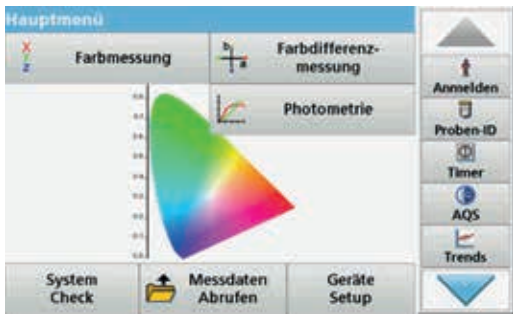 Hauptmenü
X
Y
Z
Farbmessung
b
a
Farbdifferenz-
messung
Photometrie
System
Check
Messdaten
Abrufen
Geräte
Setup
Anmelden
Proben-ID
Timer
AQS
Trends